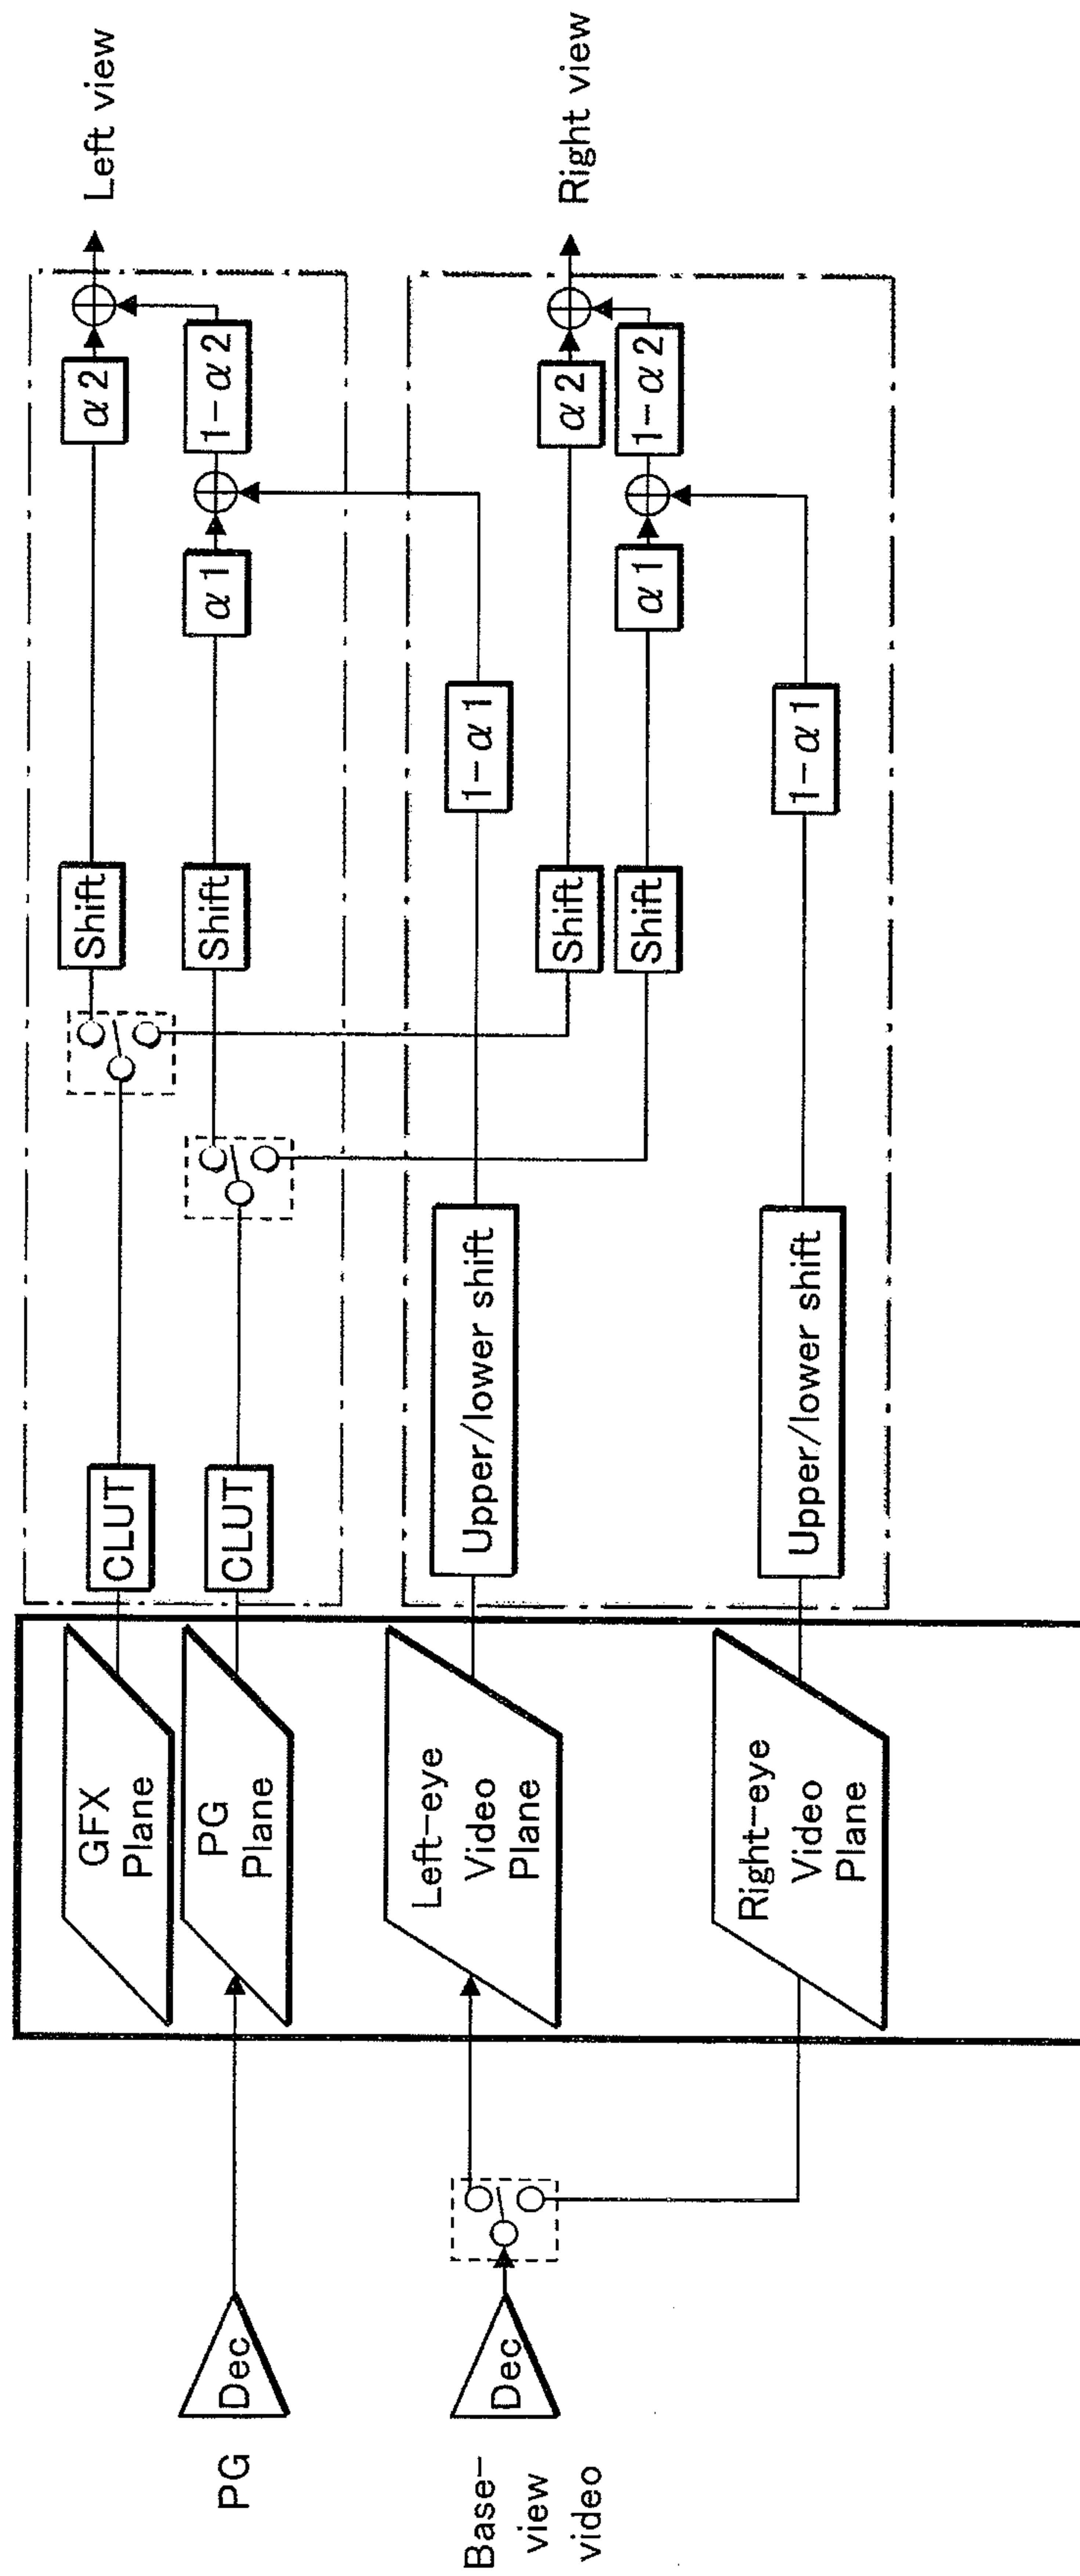 PG
Dec
Base-
view
video
Dec
GFX
Plane
PG
Plane
Left-eye
Video
Plane
Right-eye
Video
Plane
CLUT
CLUT
Upper/lower shift
Upper/lower shift
Shift
Shift
Shift
Shift
1-α1
1-α1
α1
α1
α2
1-α2
α2
1-α2
Left view
Right view